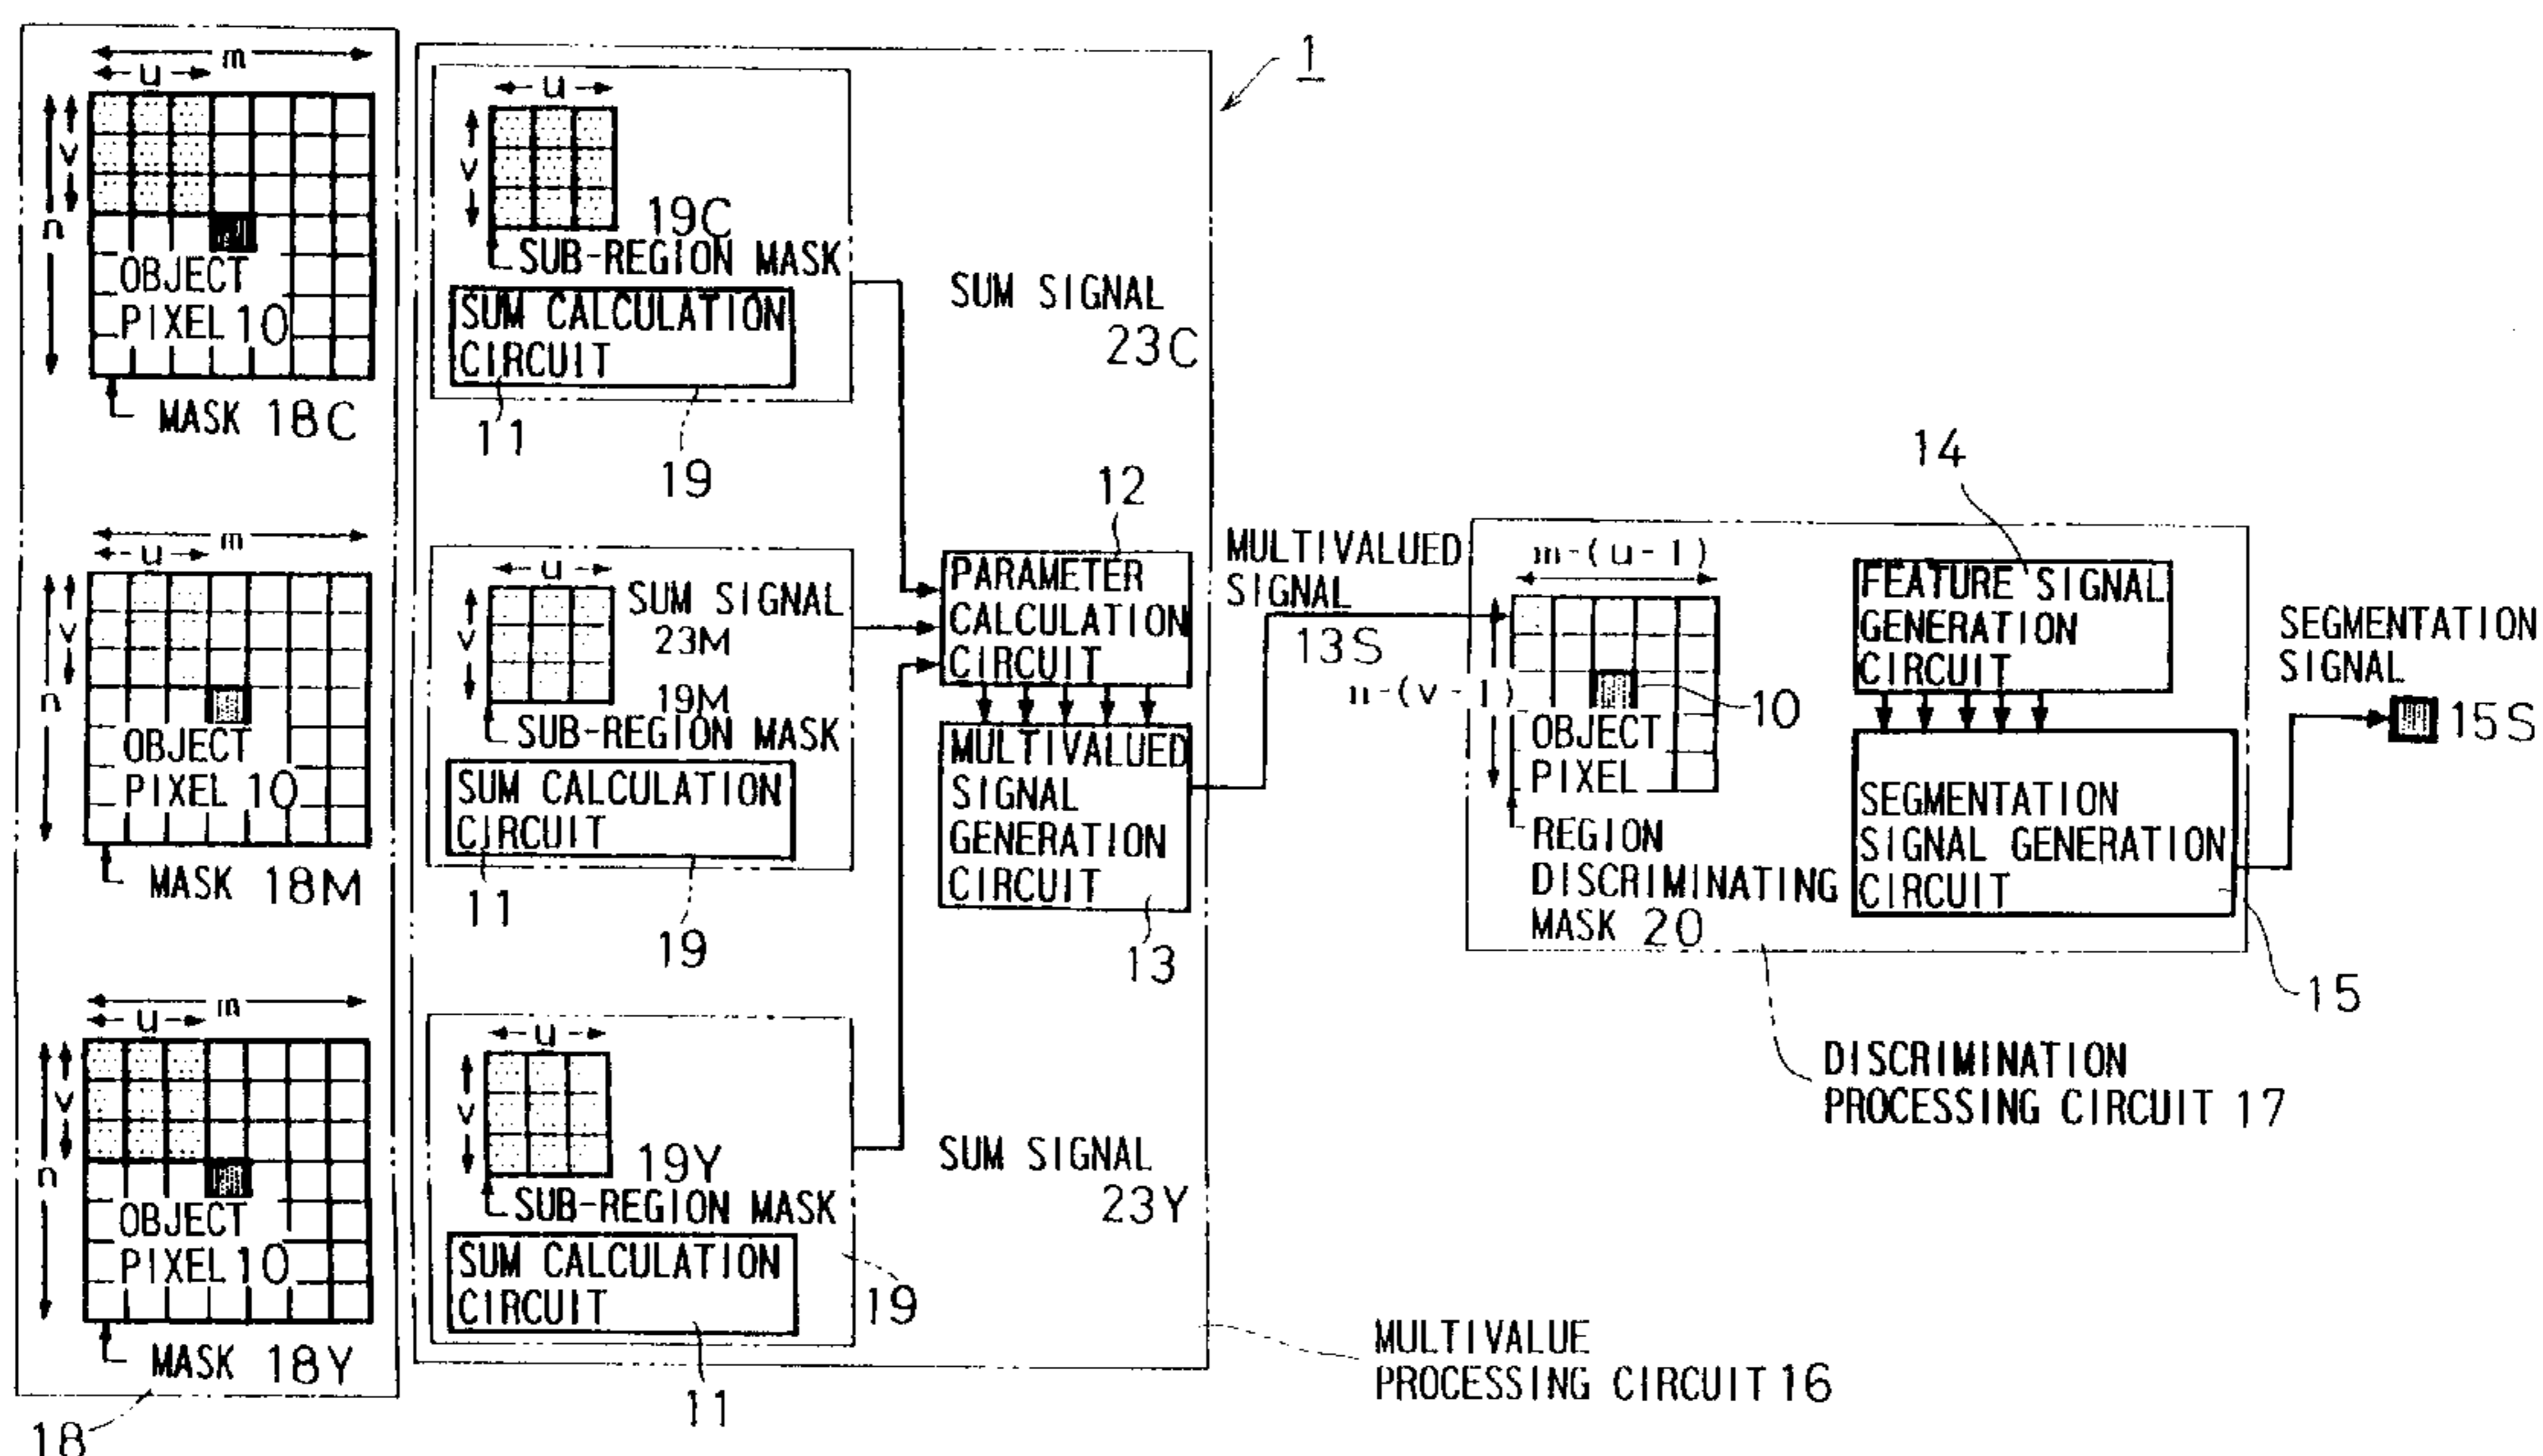 m
u
v
n
OBJECT
PIXEL 10
MASK 18C
m
u
v
n
OBJECT
PIXEL 10
MASK 18M
m
u
v
n
OBJECT
PIXEL 10
MASK 18Y
18
u
v
19C
SUB-REGION MASK
SUM CALCULATION
CIRCUIT
11
19
SUM SIGNAL
23C
u
v
SUM SIGNAL
23M
19M
SUB-REGION MASK
SUM CALCULATION
CIRCUIT
11
19
u
v
19Y
SUB-REGION MASK
SUM CALCULATION
CIRCUIT
19
11
SUM SIGNAL
23Y
1
12
PARAMETER
CALCULATION
CIRCUIT
MULTIVALUED
SIGNAL
GENERATION
CIRCUIT
13
MULTIVALUED
SIGNAL
13S
MULTIVALUE
PROCESSING CIRCUIT 16
m-(u-1)
n-(v-1)
10
OBJECT
PIXEL
REGION
DISCRIMINATING
MASK 20
14
FEATURE SIGNAL
GENERATION
CIRCUIT
SEGMENTATION
SIGNAL GENERATION
CIRCUIT
15
SEGMENTATION
SIGNAL
15S
DISCRIMINATION
PROCESSING CIRCUIT 17